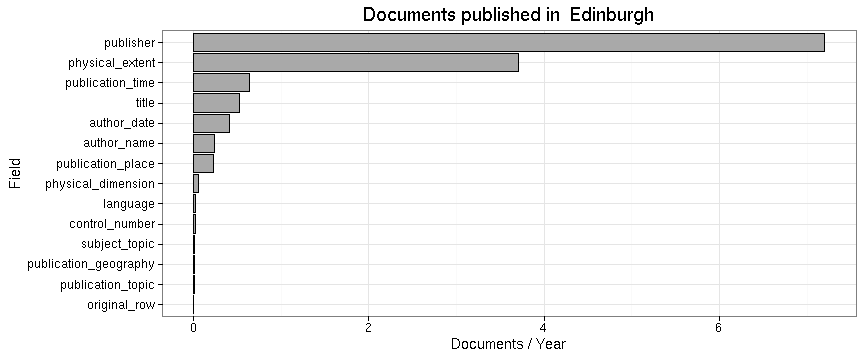 Documents published in  Edinburgh
Field
publisher
physical_extent
publication_time
title
author_date
author_name
publication_place
physical_dimension
language
control_number
subject_topic
publication_geography
publication_topic
original_row
0 2 4 6
Documents / Year